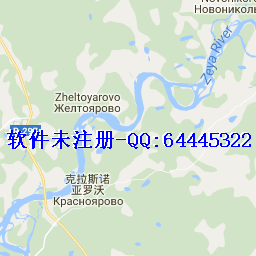 Новониколь
Zeya River
Zheltoyarovo
Желтоярово
软件未注册-QQ:64445322
克拉斯诺
亚罗沃
Красноярово